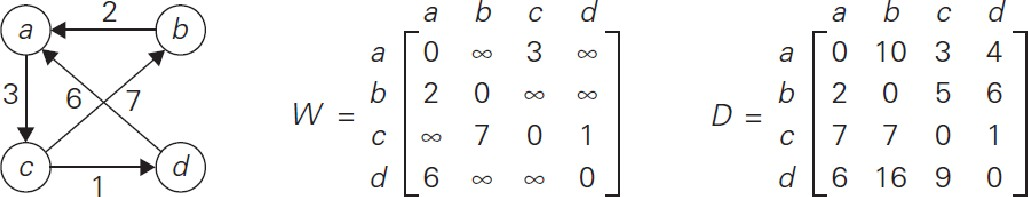 a 2 b
3 6 7
c 1 d
a b c d
W =
a 0 ∞ 3 ∞
b 2 0 ∞ ∞
c ∞ 7 0 1
d 6 ∞ ∞ 0
a b c d
D =
a 0 10 3 4
b 2 0 5 6
c 7 7 0 1
d 6 16 9 0